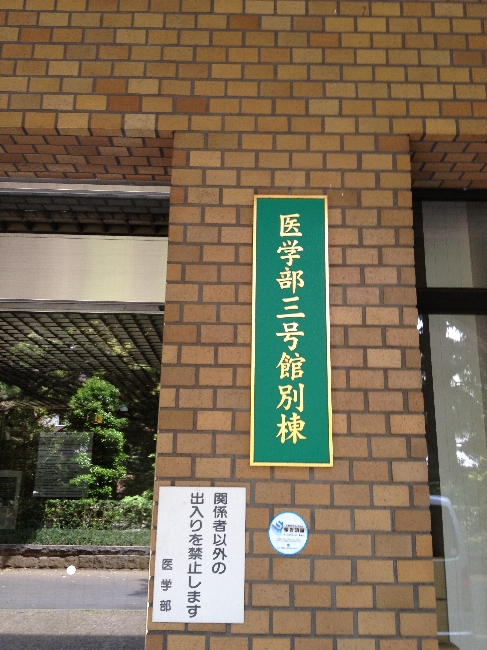 医学部三号館別棟
関係者以外の
出入りを禁止します
医学部